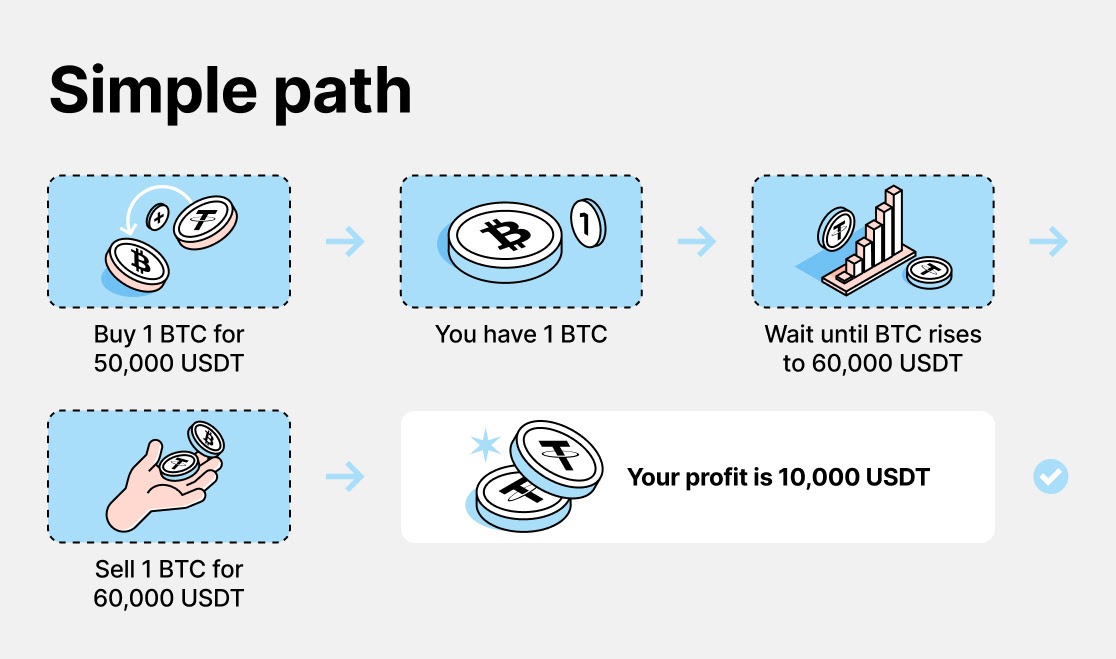 Simple path
Buy 1 BTC for
50,000 USDT
You have 1 BTC
Wait until BTC rises
to 60,000 USDT
Sell 1 BTC for
60,000 USDT
Your profit is 10,000 USDT